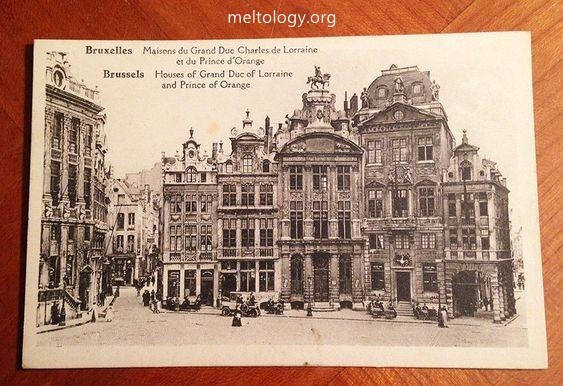 meltology.org
Bruxelles Maisons du Grand Duc Charles de Lorraine
et du Prince d'Orange
Brussels Houses of Grand Duc of Lorraine
and Prince of Orange